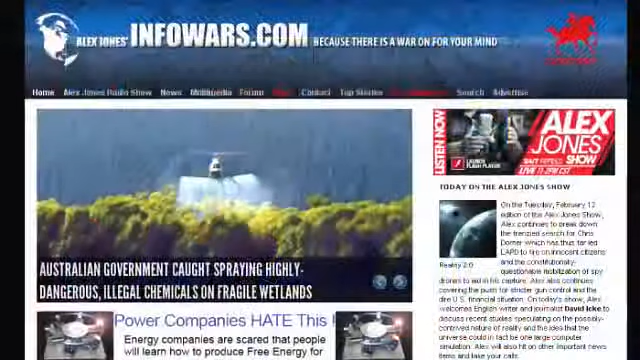 ALEX JONES' INFOWARS.COM BECAUSE THERE IS A WAR ON FOR YOUR MIND
Home Alex Jones Radio Show News Multimedia Forum Contact Top Stories Search Advertise
LISTEN NOW
ALEX
JONES
SHOW
LAUNCH
FLASH PLAYER
LIVE 11-2PM CST
TODAY ON THE ALEX JONES SHOW
On the Tuesday, February 12
edition of the Alex Jones Show,
Alex continues to break down
the frenzied search for Chris
Dorner which has thus far led
LAPD to fire on innocent citizens
and the constitutionally-
questionable mobilization of spy
drones to aid in his capture. Alex also continues
covering the push for stricter gun control and the
dire U.S. financial situation. On today's show, Alex
welcomes English writer and journalist David Icke to
discuss recent studies speculating on the possibly-
contrived nature of reality and the idea that the
universe could in fact be one large computer
simulation. Alex will also hit on other important news
items and take your calls.
Reality 2.0
AUSTRALIAN GOVERNMENT CAUGHT SPRAYING HIGHLY-
DANGEROUS, ILLEGAL CHEMICALS ON FRAGILE WETLANDS
Power Companies HATE This !
Energy companies are scared that people
will learn how to produce Free Energy for